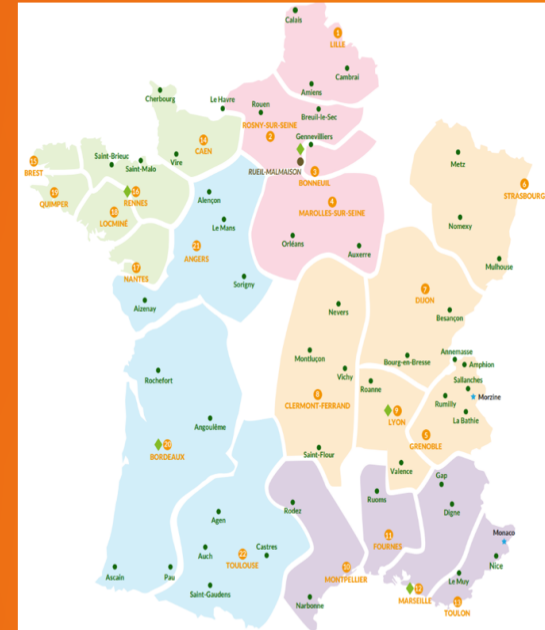 Calais
1
LILLE
Cambrai
Amiens
Cherbourg
Le Havre
Rouen
Breuil-le-Sec
ROSNY-SUR-SEINE
2
Gennevilliers
14
CAEN
Vire
RUEIL-MALMAISON
3
BONNEUIL
Saint-Brieuc
Saint-Malo
15
BREST
16
RENNES
19
QUIMPER
18
LOCMINÉ
17
NANTES
Alençon
Le Mans
21
ANGERS
Sorigny
Aizenay
4
MAROLLES-SUR-SEINE
Orléans
Auxerre
Metz
6
STRASBOURG
Nomexy
Mulhouse
7
DIJON
Besançon
Bourg-en-Bresse
Nevers
Montluçon
Vichy
8
CLERMONT-FERRAND
Saint-Flour
Annemasse
Amphion
Sallanches
Morzine
Rumilly
La Bathie
5
GRENOBLE
Roanne
9
LYON
Valence
Rochefort
Angoulême
20
BORDEAUX
Ascain
Pau
Agen
Auch
Castres
22
TOULOUSE
Saint-Gaudens
Rodez
10
MONTPELLIER
Narbonne
Ruoms
11
FOURNES
Gap
Digne
Monaco
Nice
Le Muy
12
MARSEILLE
13
TOULON